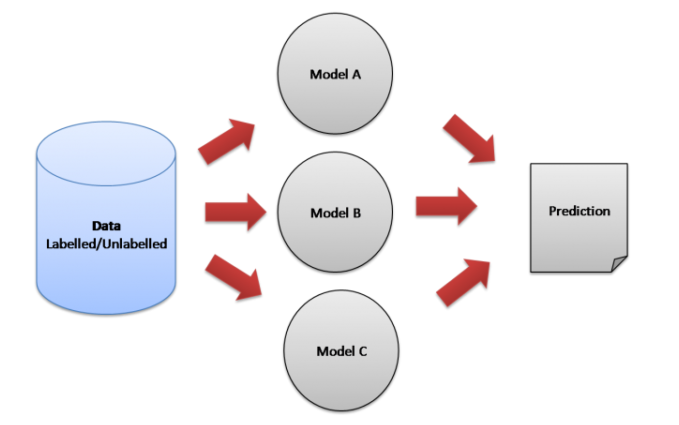 Model A
Data
Labelled/Unlabelled
Model B
Prediction
Model C